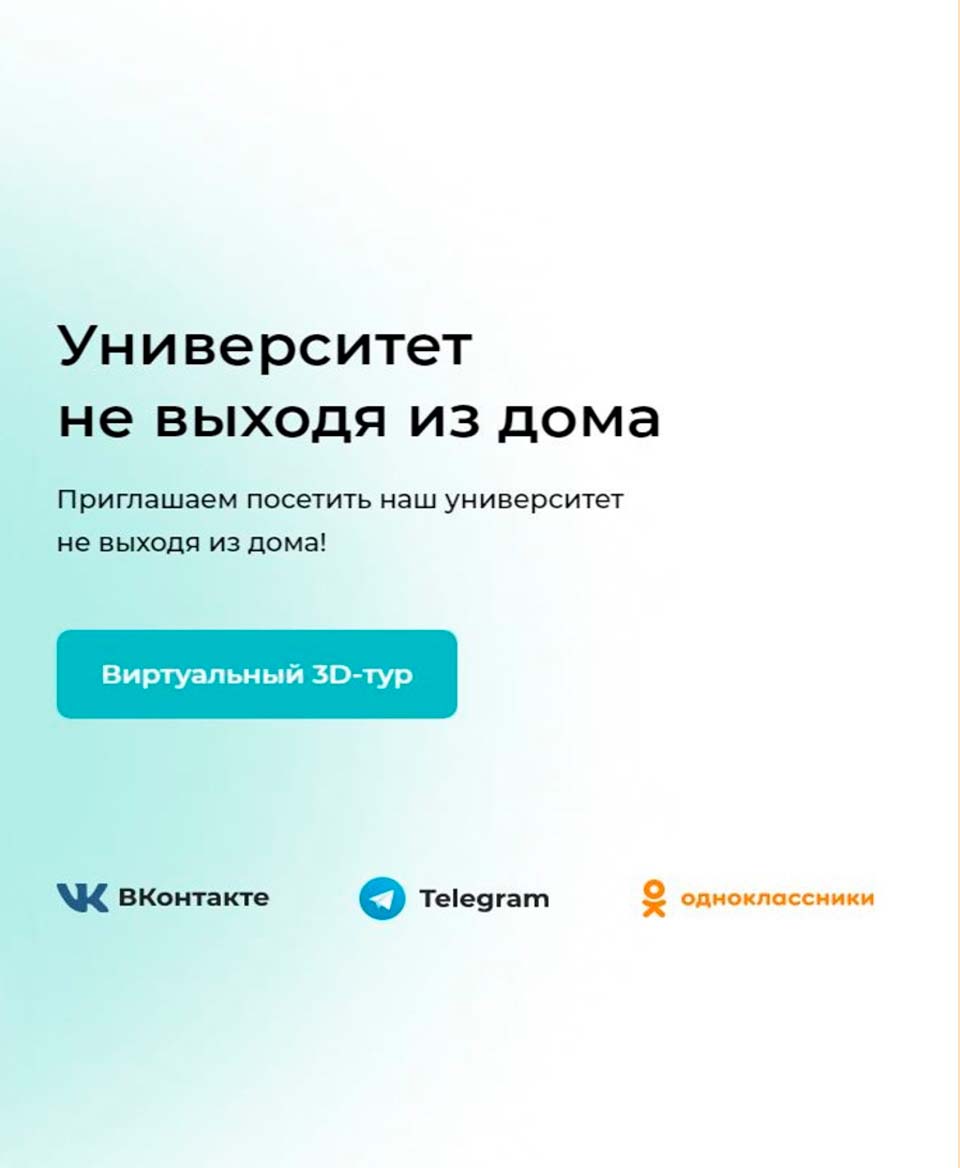 Университет
не выходя из дома
Приглашаем посетить наш университет
не выходя из дома!
Виртуальный 3D-тур
ВКонтакте
Telegram
одноклассники